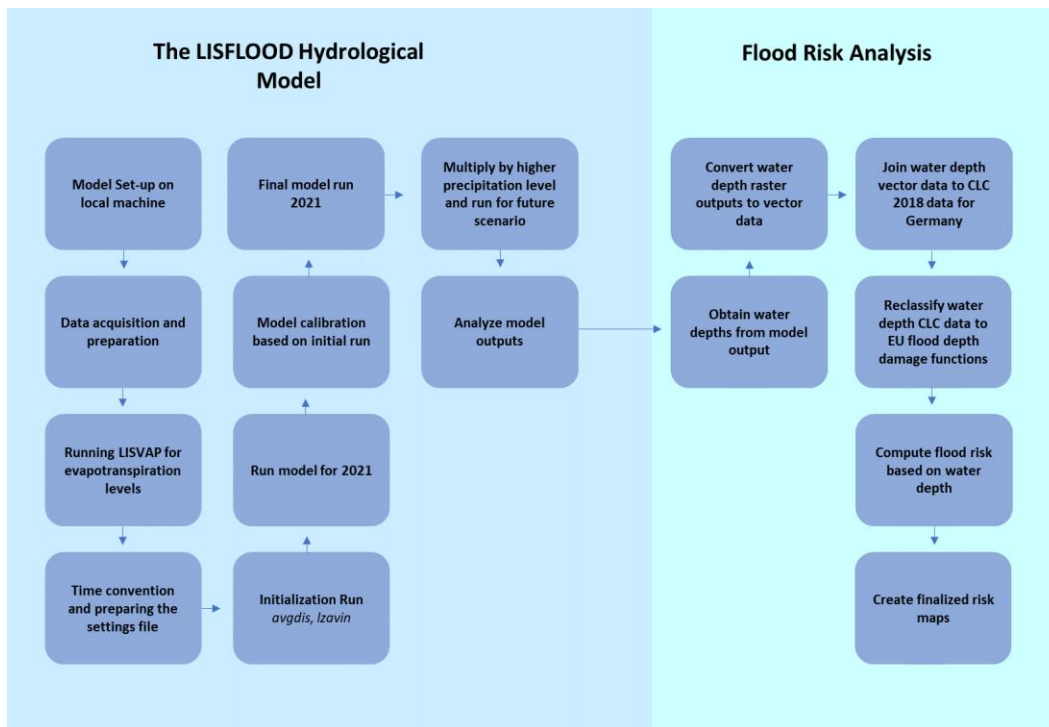 The LISFLOOD Hydrological
Model
Model Set-up on
local machine
Data acquisition and
preparation
Running LISVAP for
evapotranspiration
levels
Time convention
and preparing the
settings file
Initialization Run
avgdis, lzavin
Run model for 2021
Model calibration
based on initial run
Final model run
2021
Multiply by higher
precipitation level
and run for future
scenario
Analyze model
outputs
Flood Risk Analysis
Obtain water
depths from model
output
Convert water
depth raster
outputs to vector
data
Join water depth
vector data to CLC
2018 data for
Germany
Reclassify water
depth CLC data to
EU flood depth
damage functions
Compute flood risk
based on water
depth
Create finalized risk
maps